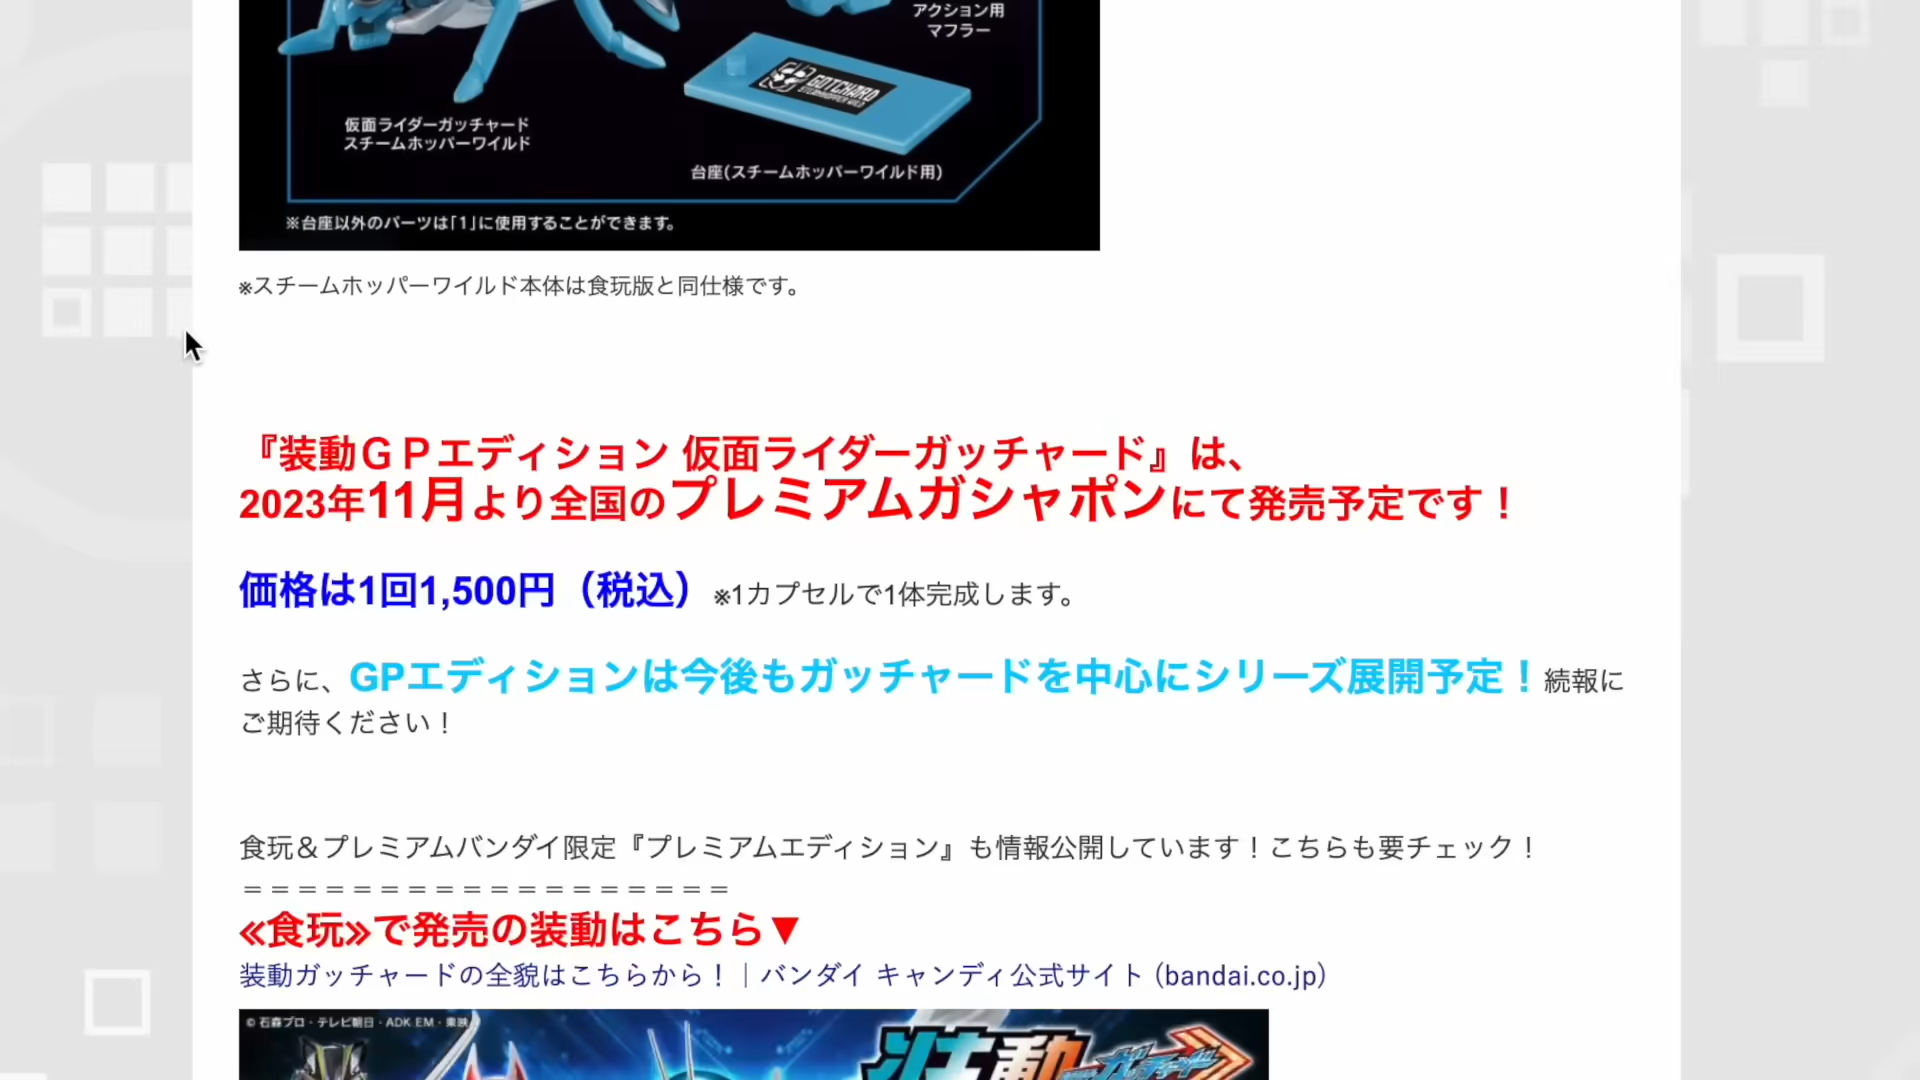 アクション用
マフラー
GOTCHARD
STEAMHOPPER WILD
仮面ライダーガッチャード
スチームホッパーワイルド
台座(スチームホッパーワイルド用)
※台座以外のパーツは「1」に使用することができます。
※スチームホッパーワイルド本体は食玩版と同仕様です。
『装動ＧＰエディション 仮面ライダーガッチャード』は、
2023年11月より全国のプレミアムガシャポンにて発売予定です！
価格は1回1,500円（税込）※1カプセルで1体完成します。
さらに、GPエディションは今後もガッチャードを中心にシリーズ展開予定！続報に
ご期待ください！
食玩＆プレミアムバンダイ限定『プレミアムエディション』も情報公開しています！こちらも要チェック！
＝＝＝＝＝＝＝＝＝＝＝＝＝＝＝＝＝＝
≪食玩≫で発売の装動はこちら▼
装動ガッチャードの全貌はこちらから！｜バンダイ キャンディ公式サイト (bandai.co.jp)
© 石森プロ・テレビ朝日・ADK EM・東映
装動
ガッチャード